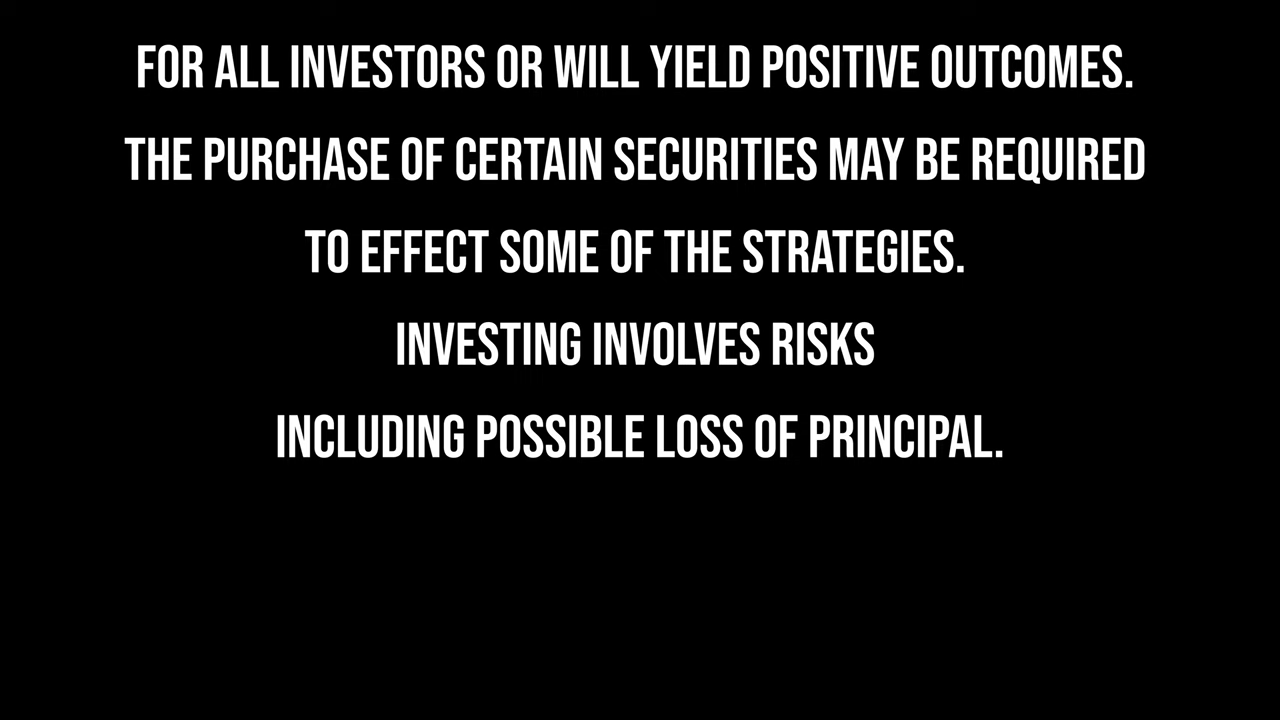 FOR ALL INVESTORS OR WILL YIELD POSITIVE OUTCOMES.
THE PURCHASE OF CERTAIN SECURITIES MAY BE REQUIRED
TO EFFECT SOME OF THE STRATEGIES.
INVESTING INVOLVES RISKS
INCLUDING POSSIBLE LOSS OF PRINCIPAL.